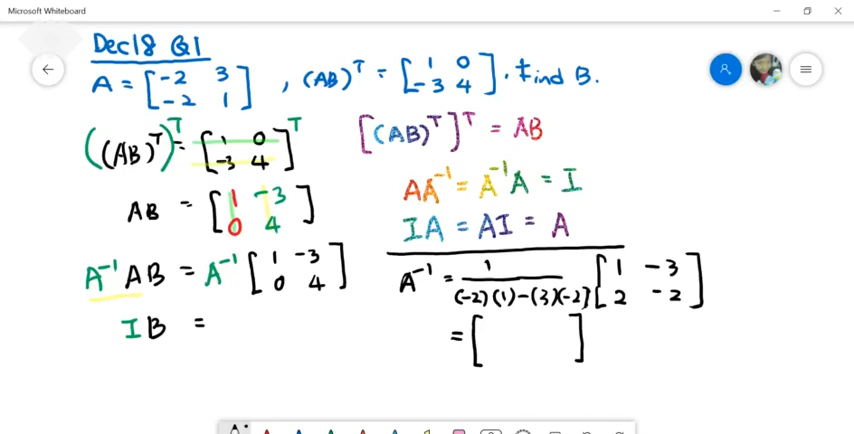 Microsoft Whiteboard
Dec18 Q1
A = [-2 3
-2 1], (AB)ᵀ = [1 0
-3 4]. Find B.
((AB)ᵀ)ᵀ = [1 0
-3 4]ᵀ
[(AB)ᵀ]ᵀ = AB
AB = [1 -3
0 4]
AA⁻¹ = A⁻¹A = I
IA = AI = A
A⁻¹AB = A⁻¹[1 -3
0 4]
A⁻¹ = 1/((-2)(1)-(3)(-2)) [1 -3
2 -2]
IB =
= [ ]